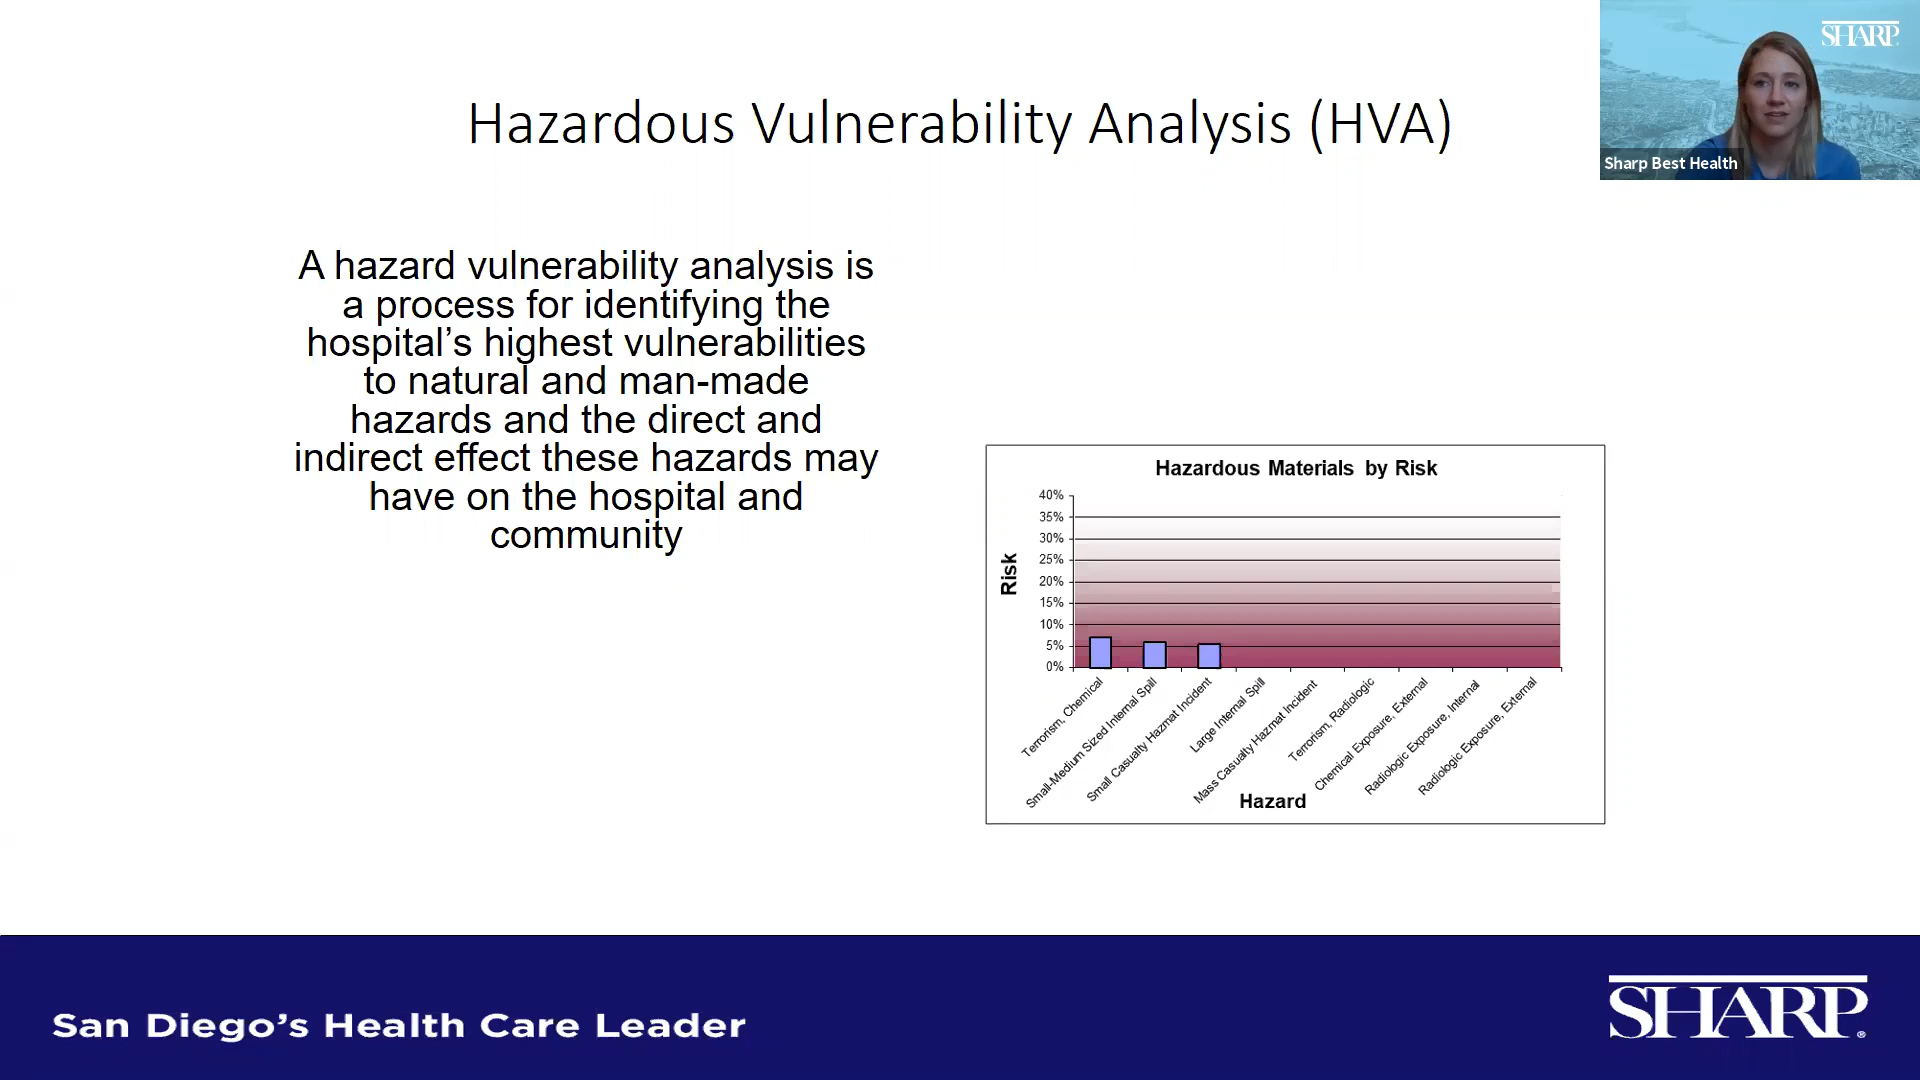 SHARP
Hazardous Vulnerability Analysis (HVA)
Sharp Best Health
A hazard vulnerability analysis is
a process for identifying the
hospital’s highest vulnerabilities
to natural and man-made
hazards and the direct and
indirect effect these hazards may
have on the hospital and
community
Hazardous Materials by Risk
Risk
40%
35%
30%
25%
20%
15%
10%
5%
0%
Terrorism, Chemical
Small-Medium Sized Internal Spill
Small Casualty Hazmat Incident
Large Internal Spill
Mass Casualty Hazmat Incident
Terrorism, Radiologic
Chemical Exposure, External
Radiologic Exposure, Internal
Radiologic Exposure, External
Hazard
San Diego’s Health Care Leader
SHARP®